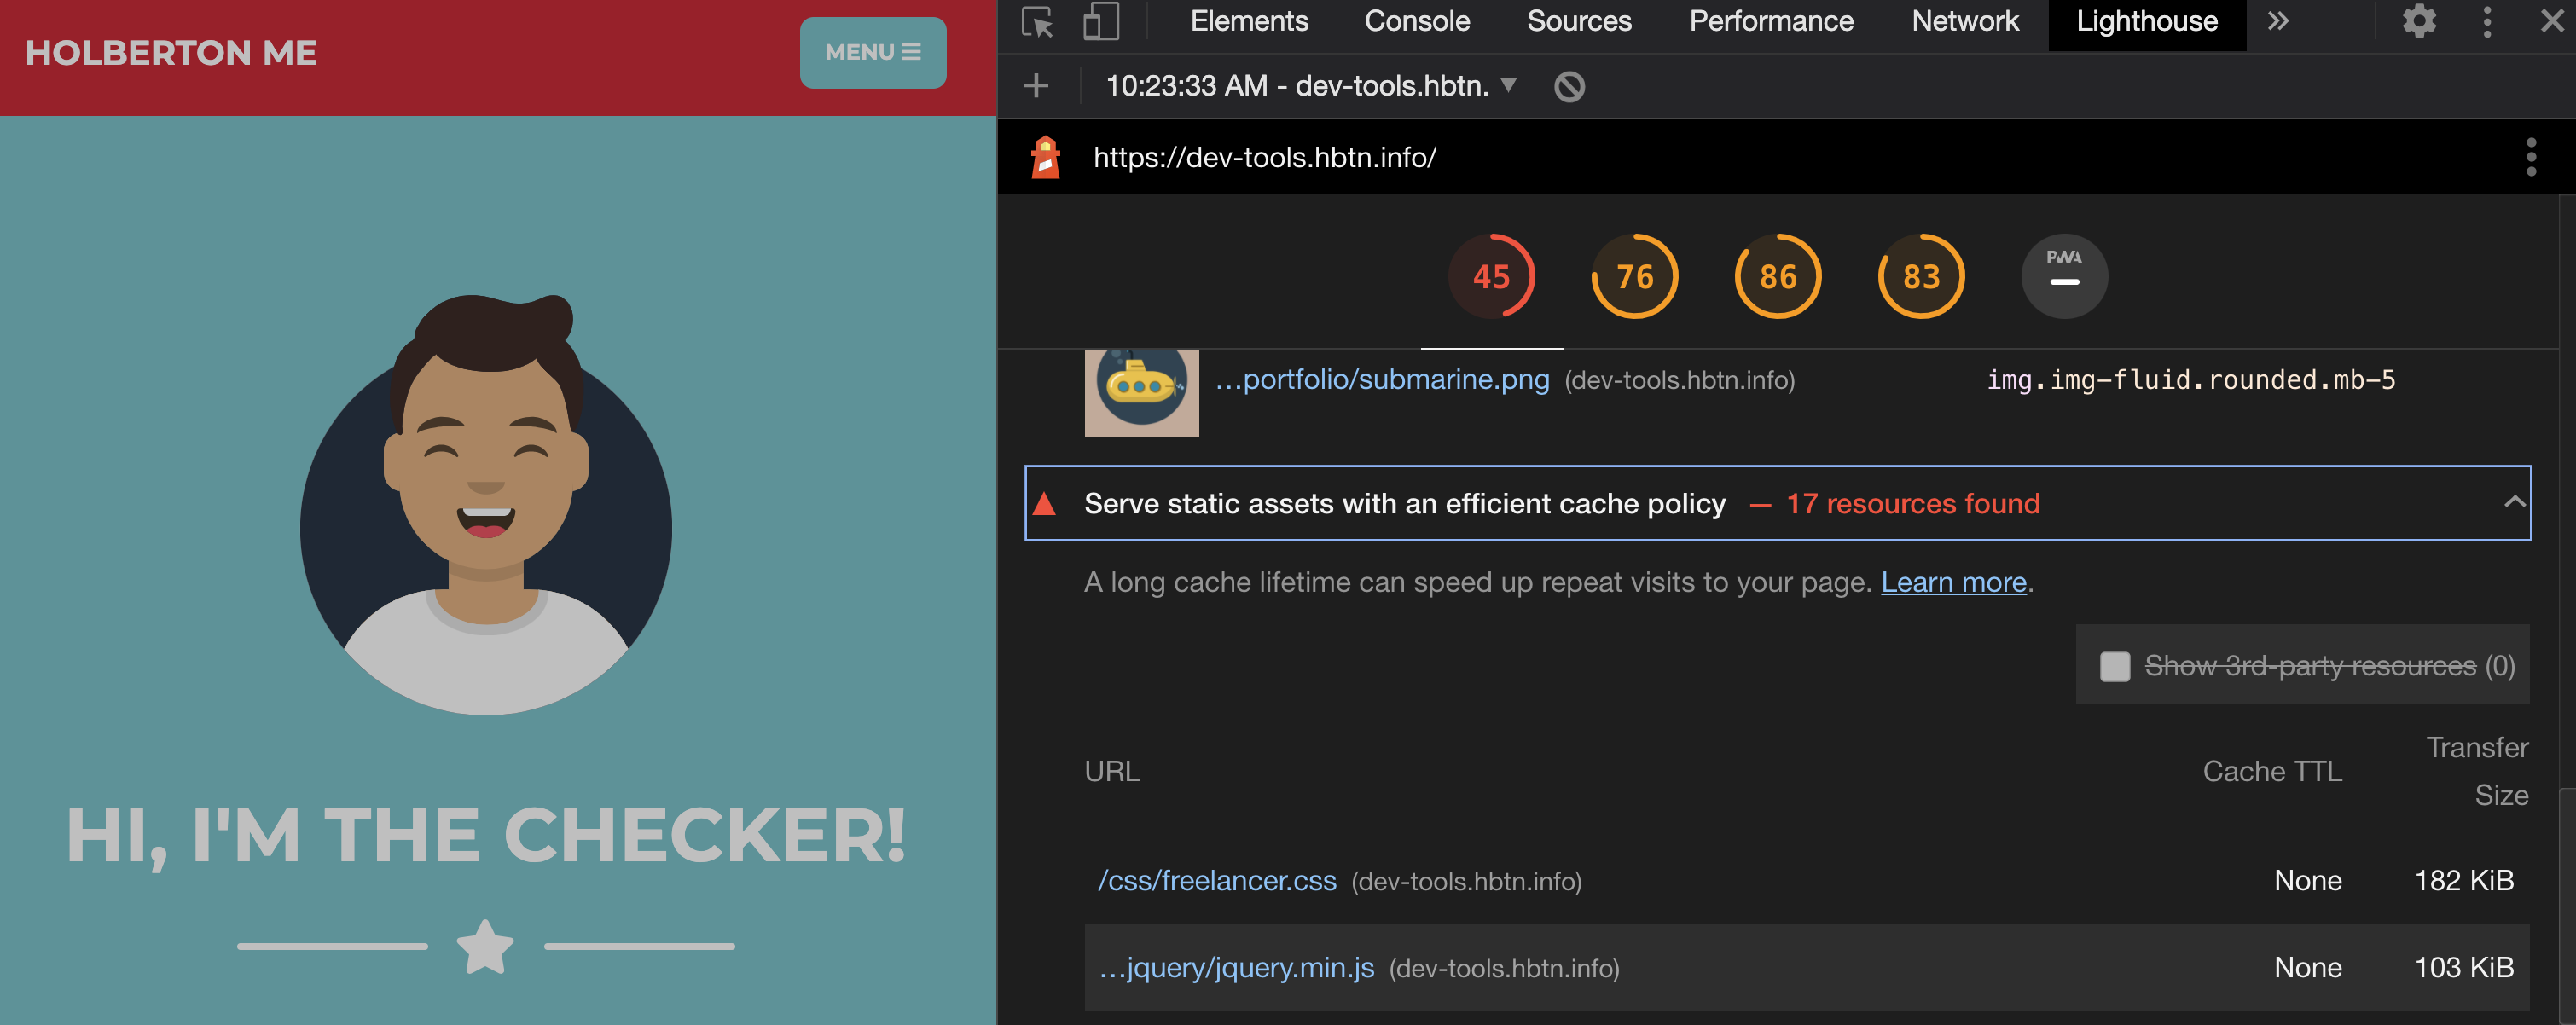 HOLBERTON ME
MENU
HI, I'M THE CHECKER!
Elements Console Sources Performance Network Lighthouse
10:23:33 AM - dev-tools.hbtn.
https://dev-tools.hbtn.info/
45 76 86 83 PWA
...portfolio/submarine.png (dev-tools.hbtn.info) img.img-fluid.rounded.mb-5
Serve static assets with an efficient cache policy — 17 resources found
A long cache lifetime can speed up repeat visits to your page. Learn more.
Show 3rd-party resources (0)
URL Cache TTL Transfer Size
/css/freelancer.css (dev-tools.hbtn.info) None 182 KiB
...jquery/jquery.min.js (dev-tools.hbtn.info) None 103 KiB